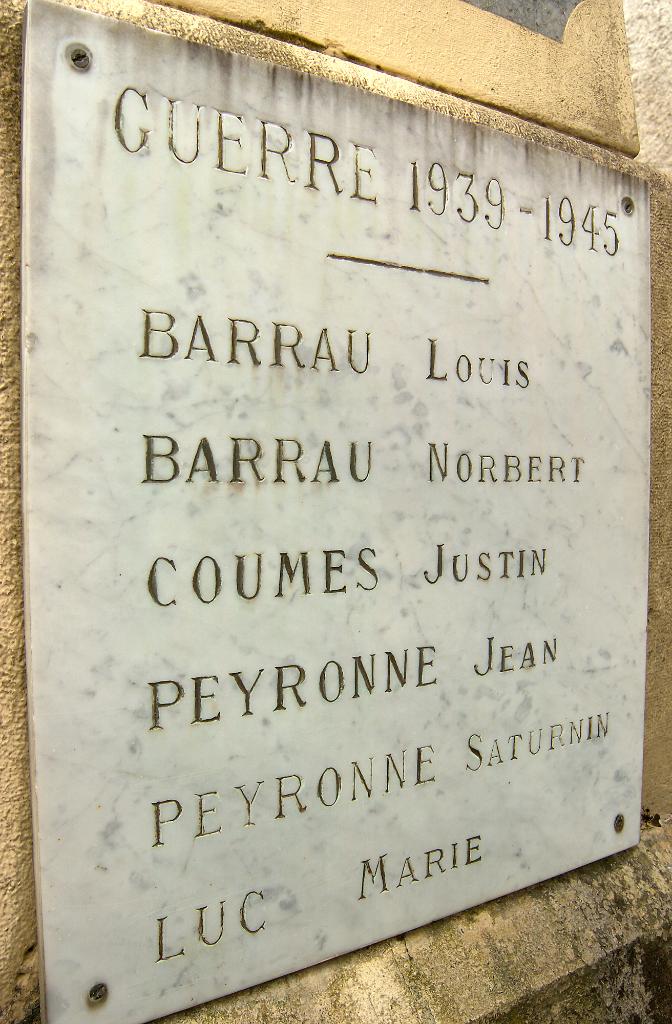 GUERRE 1939-1945
BARRAU LOUIS
BARRAU NORBERT
COUMES JUSTIN
PEYRONNE JEAN
PEYRONNE SATURNIN
LUC MARIE